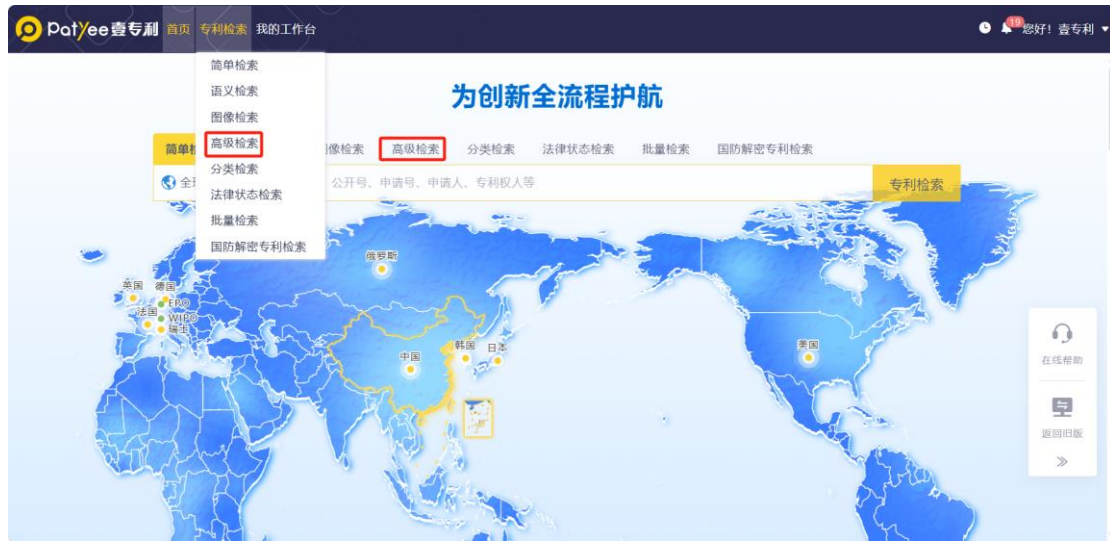 PatYee壹专利 首页 专利检索 我的工作台 19 您好！壹专利
简单检索
语义检索
图像检索
高级检索
分类检索
法律状态检索
批量检索
国防解密专利检索
为创新全流程护航
简单 像检索 高级检索 分类检索 法律状态检索 批量检索 国防解密专利检索
全 公开号、申请号、申请人、专利权人等 专利检索
俄罗斯
英国 德国
EPO
法国 WIPO
瑞士
中国 韩国 日本 美国
在线帮助
返回旧版